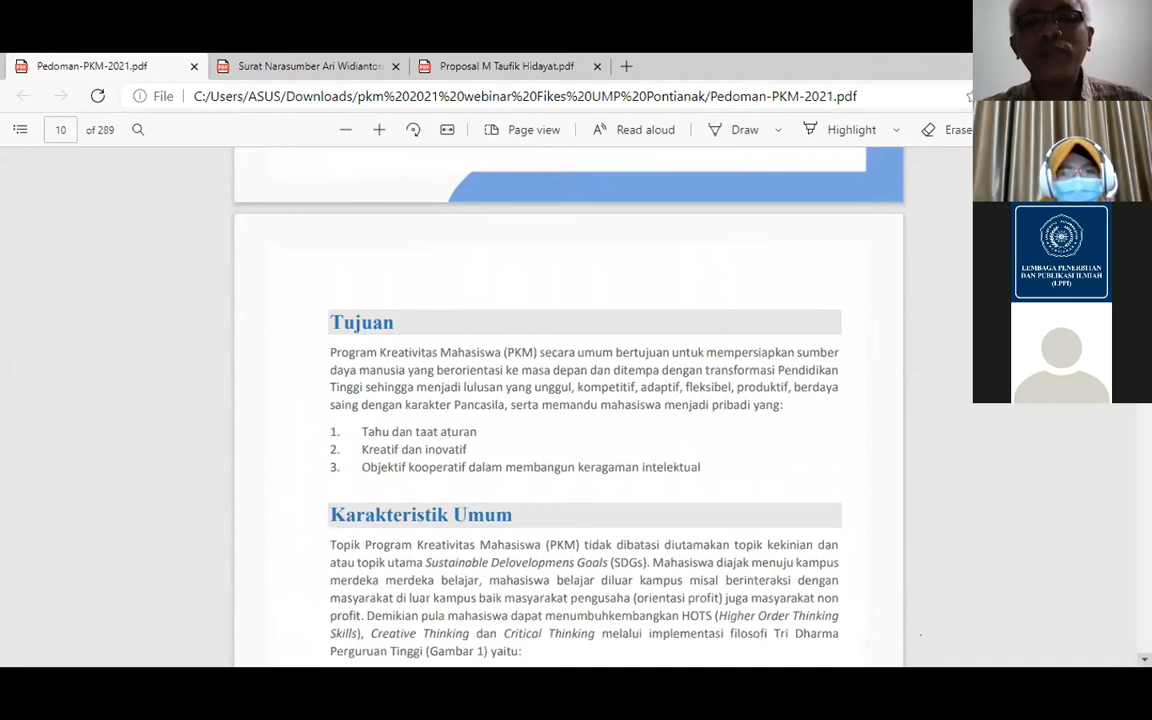 Pedoman-PKM-2021.pdf
Surat Narasumber Ari Widianto
Proposal M Taufik Hidayat.pdf
File
C:/Users/ASUS/Downloads/pkm%202021%20webinar%20Fikes%20UMP%20Pontianak/Pedoman-PKM-2021.pdf
10 of 289
Page view
Read aloud
Draw
Highlight
Erase
LEMBAGA PENERBITAN
DAN PUBLIKASI ILMIAH
(LPPI)
Tujuan
Program Kreativitas Mahasiswa (PKM) secara umum bertujuan untuk mempersiapkan sumber
daya manusia yang berorientasi ke masa depan dan ditempa dengan transformasi Pendidikan
Tinggi sehingga menjadi lulusan yang unggul, kompetitif, adaptif, fleksibel, produktif, berdaya
saing dengan karakter Pancasila, serta memandu mahasiswa menjadi pribadi yang:
1. Tahu dan taat aturan
2. Kreatif dan inovatif
3. Objektif kooperatif dalam membangun keragaman intelektual
Karakteristik Umum
Topik Program Kreativitas Mahasiswa (PKM) tidak dibatasi diutamakan topik kekinian dan
atau topik utama Sustainable Delovelopmens Goals (SDGs). Mahasiswa diajak menuju kampus
merdeka merdeka belajar, mahasiswa belajar diluar kampus misal berinteraksi dengan
masyarakat di luar kampus baik masyarakat pengusaha (orientasi profit) juga masyarakat non
profit. Demikian pula mahasiswa dapat menumbuhkembangkan HOTS (Higher Order Thinking
Skills), Creative Thinking dan Critical Thinking melalui implementasi filosofi Tri Dharma
Perguruan Tinggi (Gambar 1) yaitu: